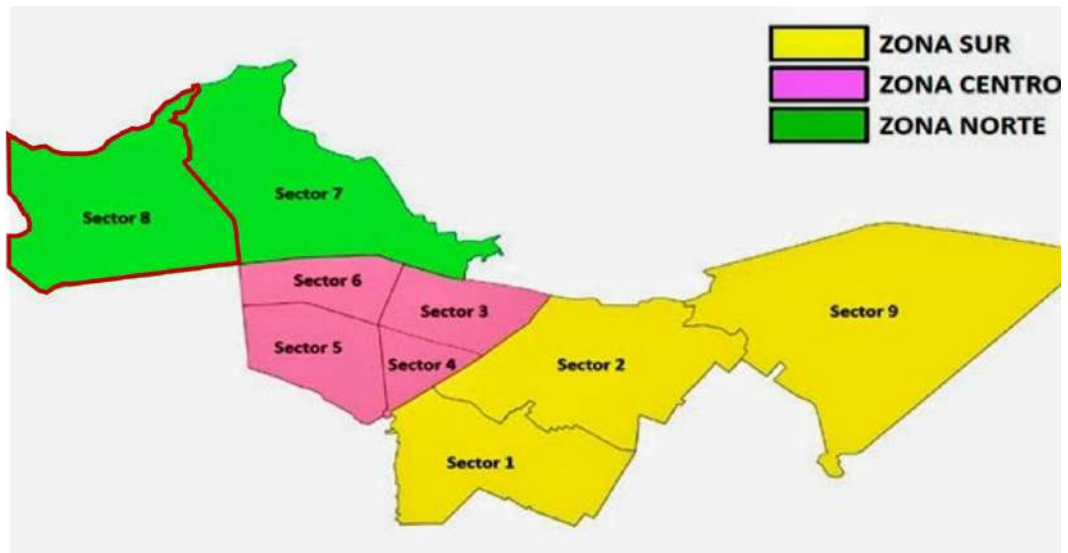 ZONA SUR
ZONA CENTRO
ZONA NORTE
Sector 7
Sector 8
Sector 6
Sector 3
Sector 9
Sector 5
Sector 4
Sector 2
Sector 1